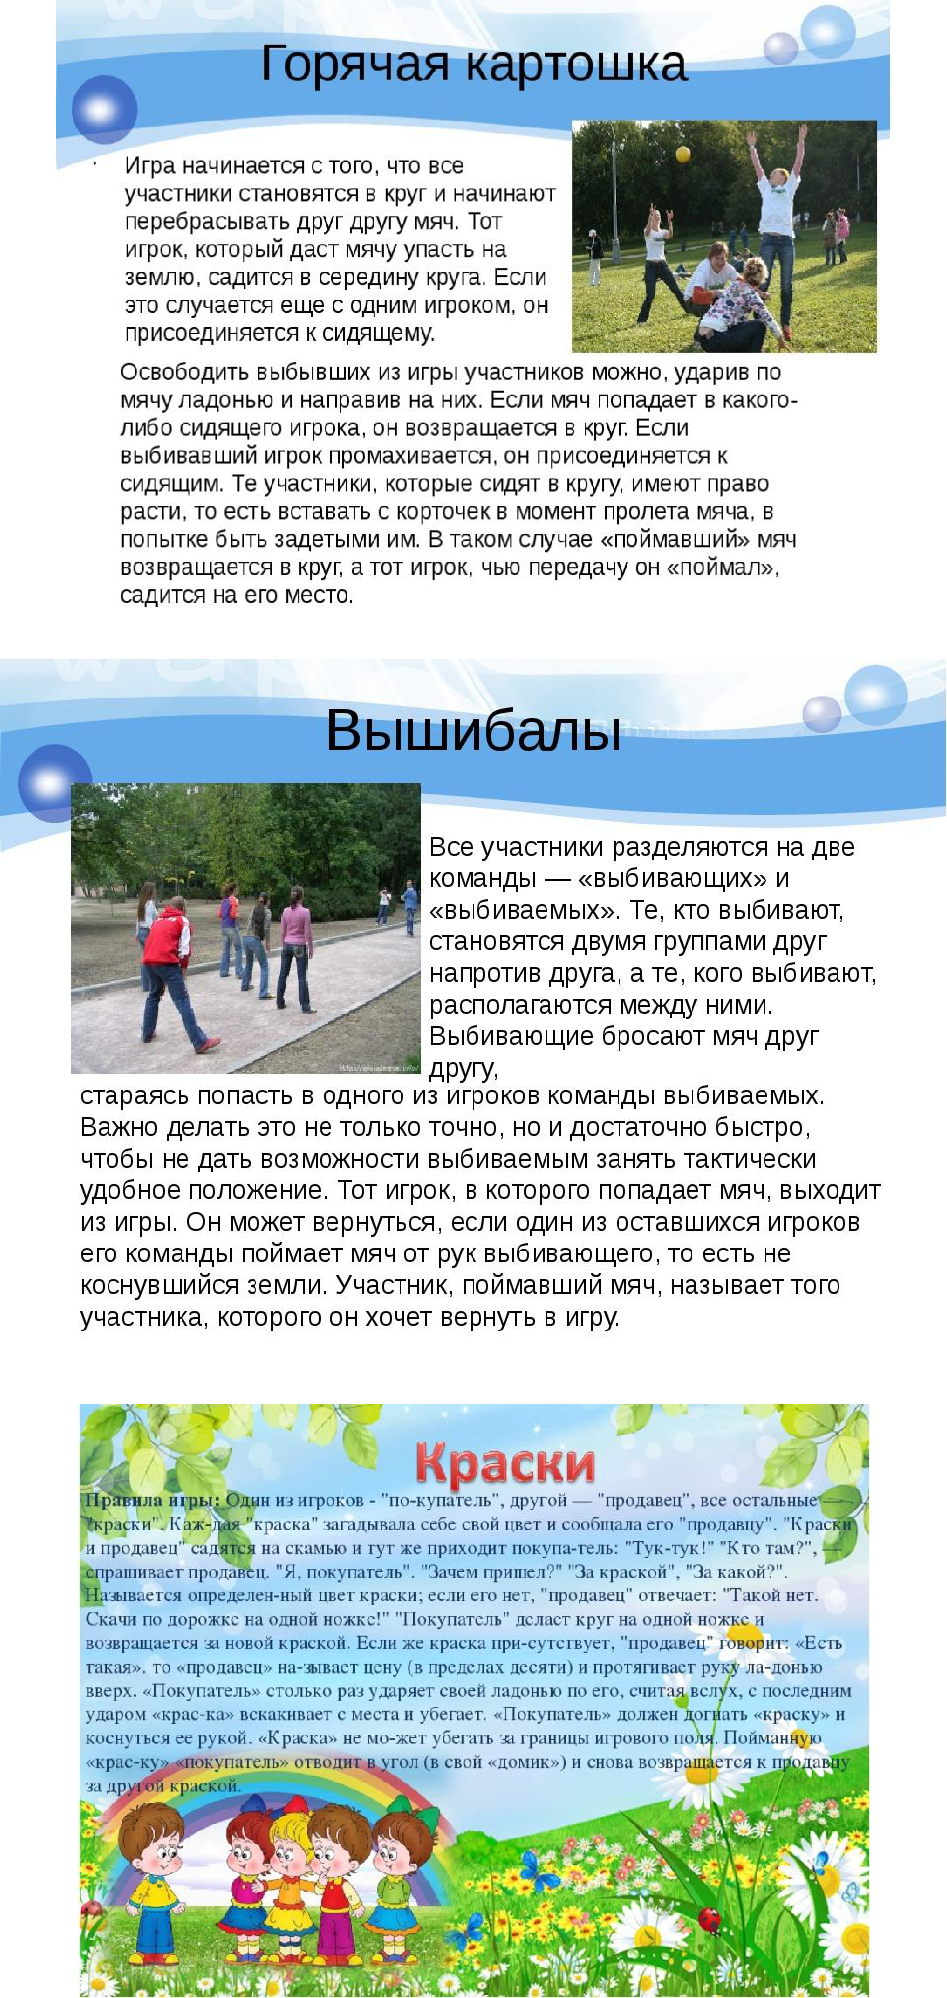 Горячая картошка
• Игра начинается с того, что все
участники становятся в круг и начинают
перебрасывать друг другу мяч. Тот
игрок, который даст мячу упасть на
землю, садится в середину круга. Если
это случается еще с одним игроком, он
присоединяется к сидящему.
Освободить выбывших из игры участников можно, ударив по
мячу ладонью и направив на них. Если мяч попадает в какого-
либо сидящего игрока, он возвращается в круг. Если
выбивавший игрок промахивается, он присоединяется к
сидящим. Те участники, которые сидят в кругу, имеют право
расти, то есть вставать с корточек в момент пролета мяча, в
попытке быть задетыми им. В таком случае «поймавший» мяч
возвращается в круг, а тот игрок, чью передачу он «поймал»,
садится на его место.
Вышибалы
Все участники разделяются на две
команды — «выбивающих» и
«выбиваемых». Те, кто выбивают,
становятся двумя группами друг
напротив друга, а те, кого выбивают,
располагаются между ними.
Выбивающие бросают мяч друг
другу,
стараясь попасть в одного из игроков команды выбиваемых.
Важно делать это не только точно, но и достаточно быстро,
чтобы не дать возможности выбиваемым занять тактически
удобное положение. Тот игрок, в которого попадает мяч, выходит
из игры. Он может вернуться, если один из оставшихся игроков
его команды поймает мяч от рук выбивающего, то есть не
коснувшийся земли. Участник, поймавший мяч, называет того
участника, которого он хочет вернуть в игру.
Краски
Правила игры: Один из игроков - "по-купатель", другой — "продавец", все остальные —
"краски". Каж-дая "краска" загадывала себе свой цвет и сообщала его "продавцу". "Краски
и продавец" садятся на скамью и тут же приходит покупа-тель: "Тук-тук!" "Кто там?", —
спрашивает продавец. "Я, покупатель". "Зачем пришел?" "За краской", "За какой?".
Называется определен-ный цвет краски; если его нет, "продавец" отвечает: "Такой нет.
Скачи по дорожке на одной ножке!" "Покупатель" делает круг на одной ножке и
возвращается за новой краской. Если же краска при-сутствует, "продавец" говорит: «Есть
такая». то «продавец» на-зывает цену (в пределах десяти) и протягивает руку ла-донью
вверх. «Покупатель» столько раз ударяет своей ладонью по его, считая вслух, с последним
ударом «крас-ка» вскакивает с места и убегает. «Покупатель» должен догнать «краску» и
коснуться ее рукой. «Краска» не мо-жет убегать за границы игрового поля. Пойманную
«крас-ку» «покупатель» отводит в угол (в свой «домик») и снова возвращается к продавцу
за другой краской.